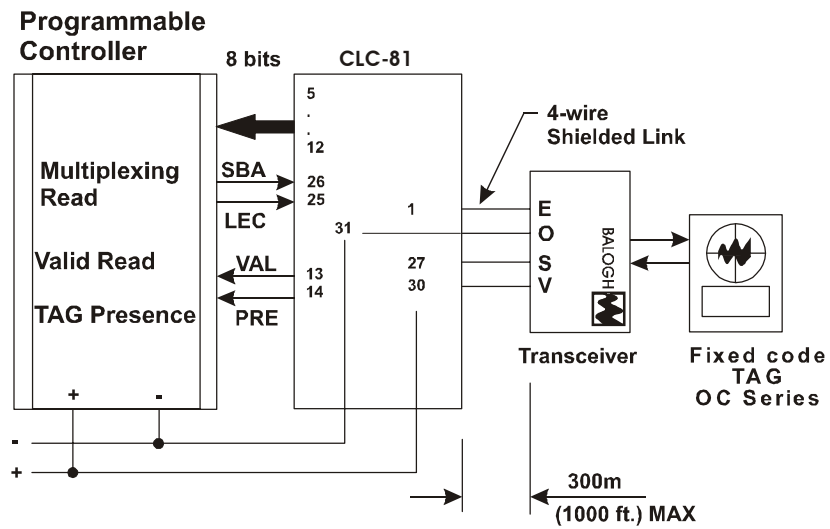 Programmable
Controller
8 bits
CLC-81
5
.
.
12
4-wire
Shielded Link
Multiplexing
Read
SBA
26
25
LEC
1
31
E
O
S
V
BALOGH
Valid Read
VAL
13
14
27
30
TAG Presence
PRE
Transceiver
Fixed code
TAG
OC Series
+ -
-
+
300m
(1000 ft.) MAX